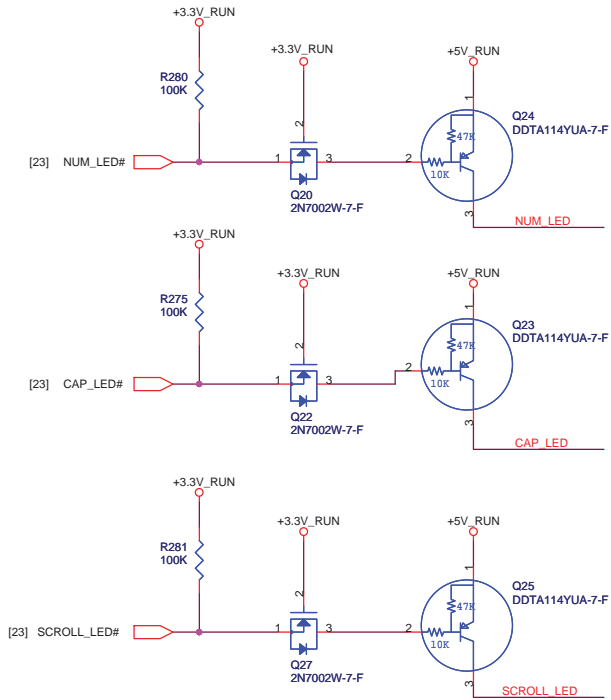 +3.3V_RUN
+3.3V_RUN
+5V_RUN
R280
100K
1
Q24
DDTA114YUA-7-F
2
47K
[23] NUM_LED#
1
3
2
10K
Q20
2N7002W-7-F
3
NUM_LED
+3.3V_RUN
+3.3V_RUN
+5V_RUN
R275
100K
1
Q23
DDTA114YUA-7-F
2
47K
[23] CAP_LED#
1
3
2
10K
Q22
2N7002W-7-F
3
CAP_LED
+3.3V_RUN
+3.3V_RUN
+5V_RUN
R281
100K
1
Q25
DDTA114YUA-7-F
2
47K
[23] SCROLL_LED#
1
3
2
10K
Q27
2N7002W-7-F
3
SCROLL_LED